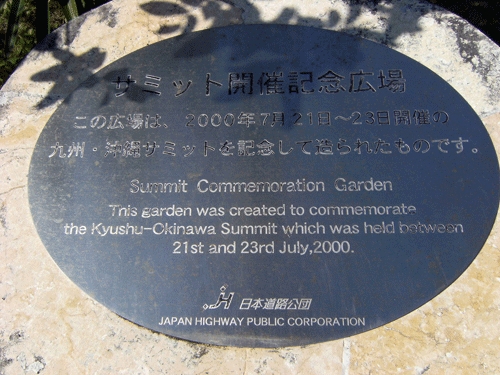 サミット開催記念広場
この広場は、2000年7月21日〜23日開催の
九州・沖縄サミットを記念して造られたものです。
Summit Commemoration Garden
This garden was created to commemorate
the Kyushu-Okinawa Summit which was held between
21st and 23rd July,2000.
日本道路公団
JAPAN HIGHWAY PUBLIC CORPORATION